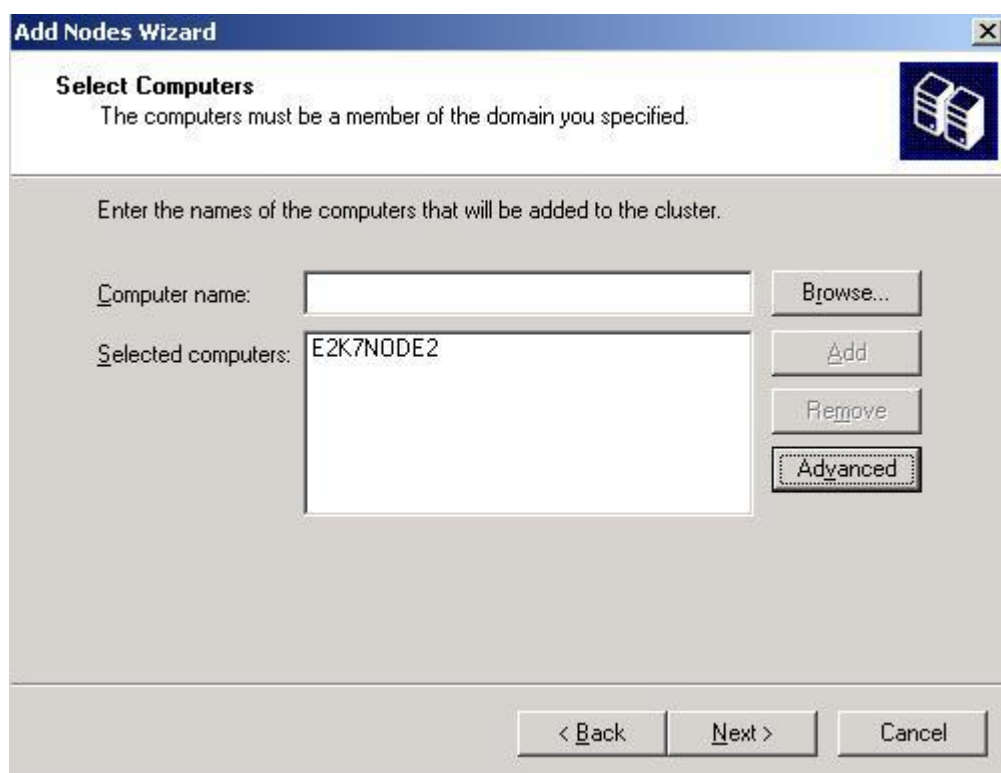 Add Nodes Wizard
Select Computers
The computers must be a member of the domain you specified.
Enter the names of the computers that will be added to the cluster.
Computer name:
Browse...
Selected computers:
E2K7NODE2
Add
Remove
Advanced
< Back
Next >
Cancel